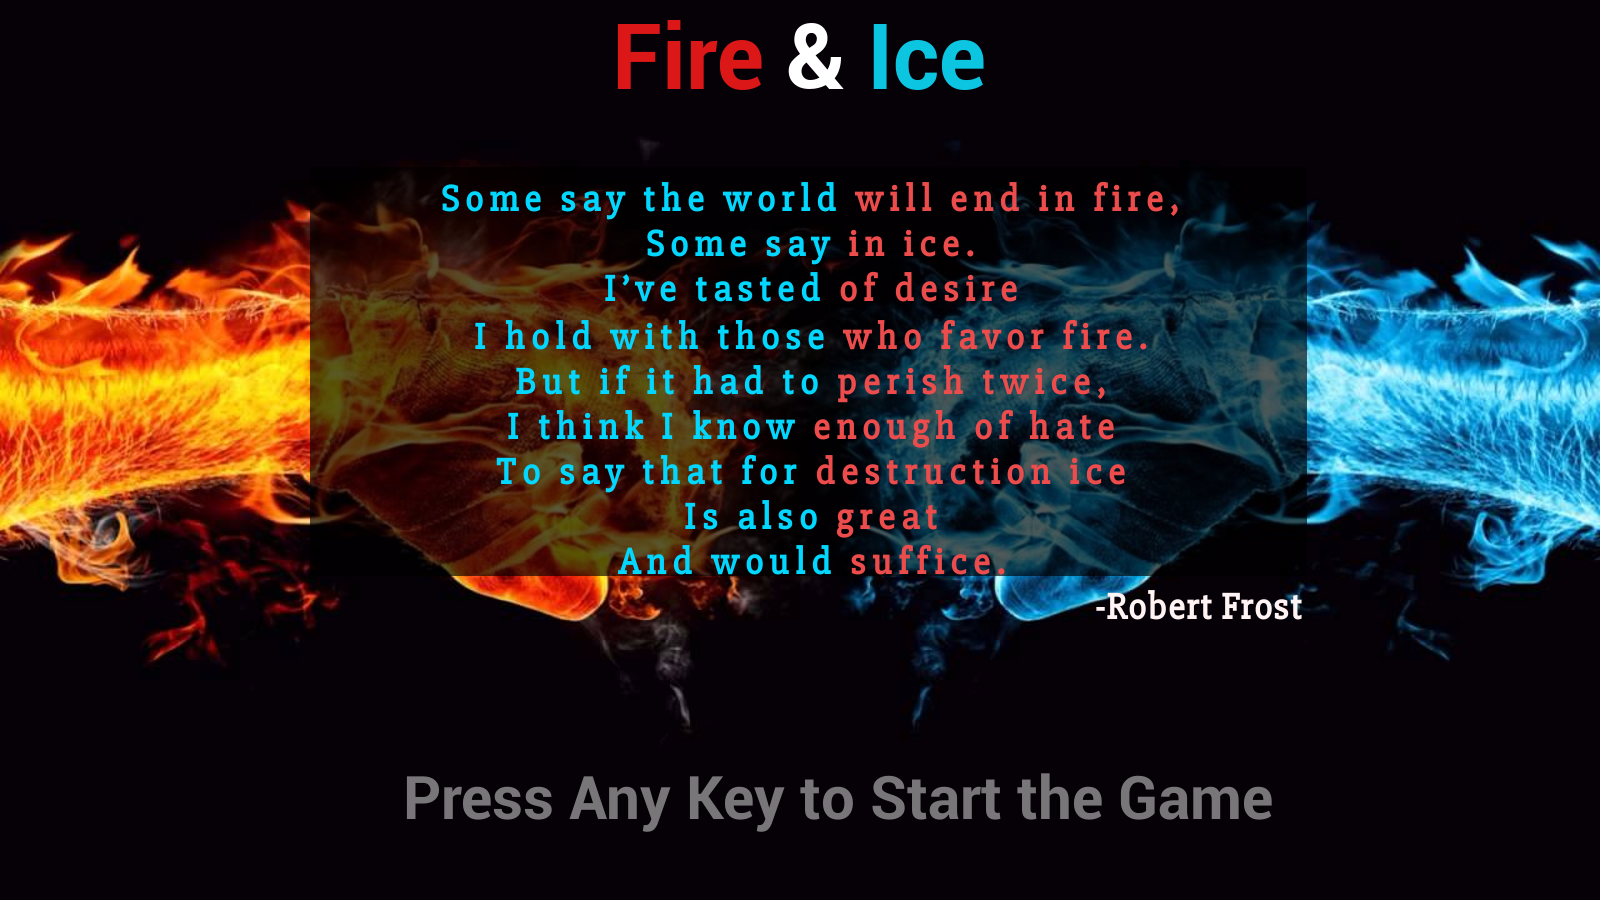 Fire & Ice
Some say the world will end in fire,
Some say in ice.
I’ve tasted of desire
I hold with those who favor fire.
But if it had to perish twice,
I think I know enough of hate
To say that for destruction ice
Is also great
And would suffice.
-Robert Frost
Press Any Key to Start the Game